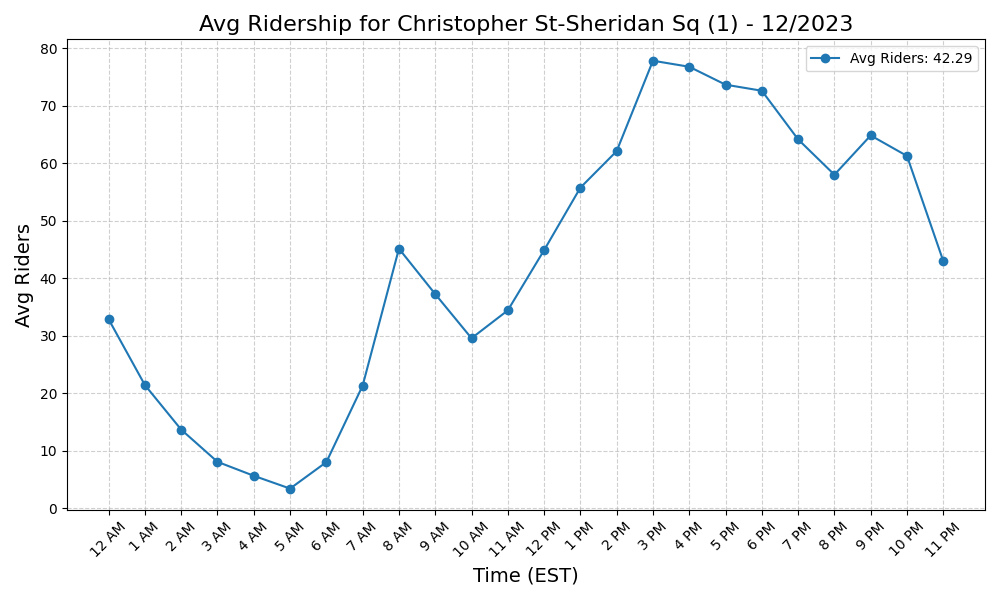 Avg Ridership for Christopher St-Sheridan Sq (1) - 12/2023
Avg Riders: 42.29
Avg Riders
80
70
60
50
40
30
20
10
0
12 AM
1 AM
2 AM
3 AM
4 AM
5 AM
6 AM
7 AM
8 AM
9 AM
10 AM
11 AM
12 PM
1 PM
2 PM
3 PM
4 PM
5 PM
6 PM
7 PM
8 PM
9 PM
10 PM
11 PM
Time (EST)